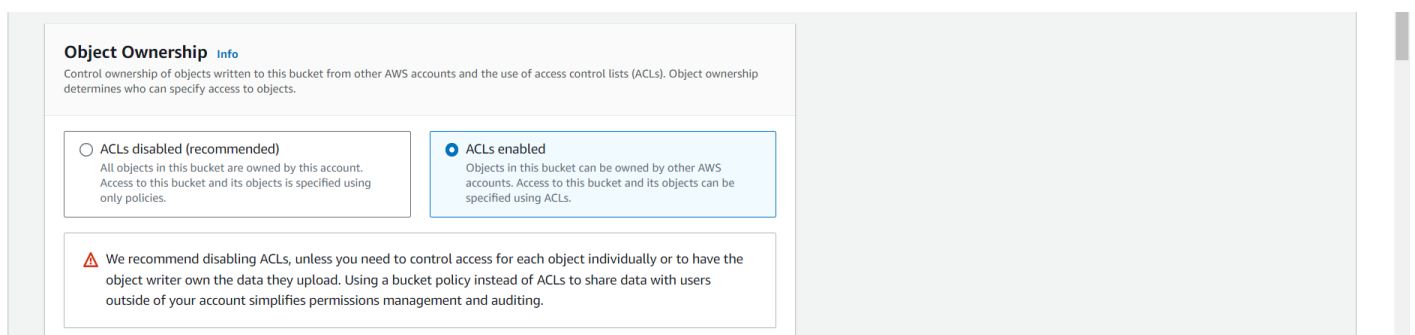 Object Ownership Info
Control ownership of objects written to this bucket from other AWS accounts and the use of access control lists (ACLs). Object ownership
determines who can specify access to objects.
ACLs disabled (recommended)
All objects in this bucket are owned by this account.
Access to this bucket and its objects is specified using
only policies.
ACLs enabled
Objects in this bucket can be owned by other AWS
accounts. Access to this bucket and its objects can be
specified using ACLs.
We recommend disabling ACLs, unless you need to control access for each object individually or to have the
object writer own the data they upload. Using a bucket policy instead of ACLs to share data with users
outside of your account simplifies permissions management and auditing.